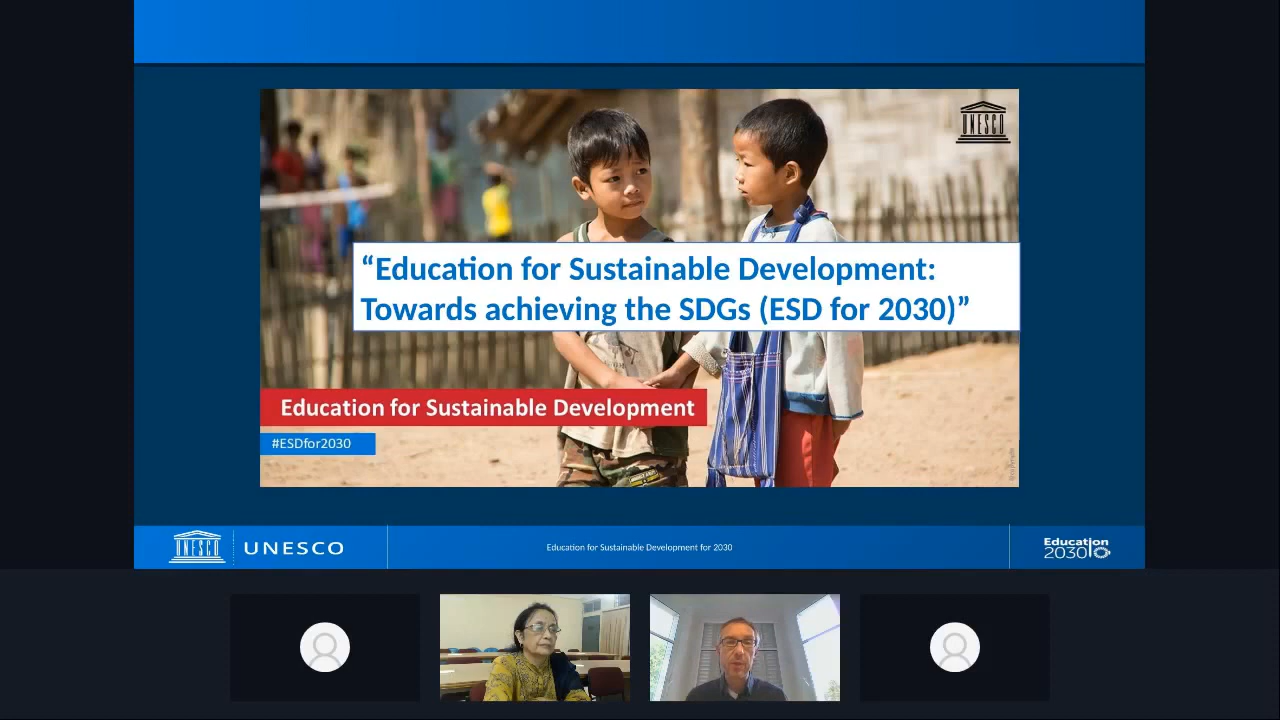 UNESCO
“Education for Sustainable Development:
Towards achieving the SDGs (ESD for 2030)”
Education for Sustainable Development
#ESDfor2030
UNESCO
UNESCO
Education for Sustainable Development for 2030
Education
2030